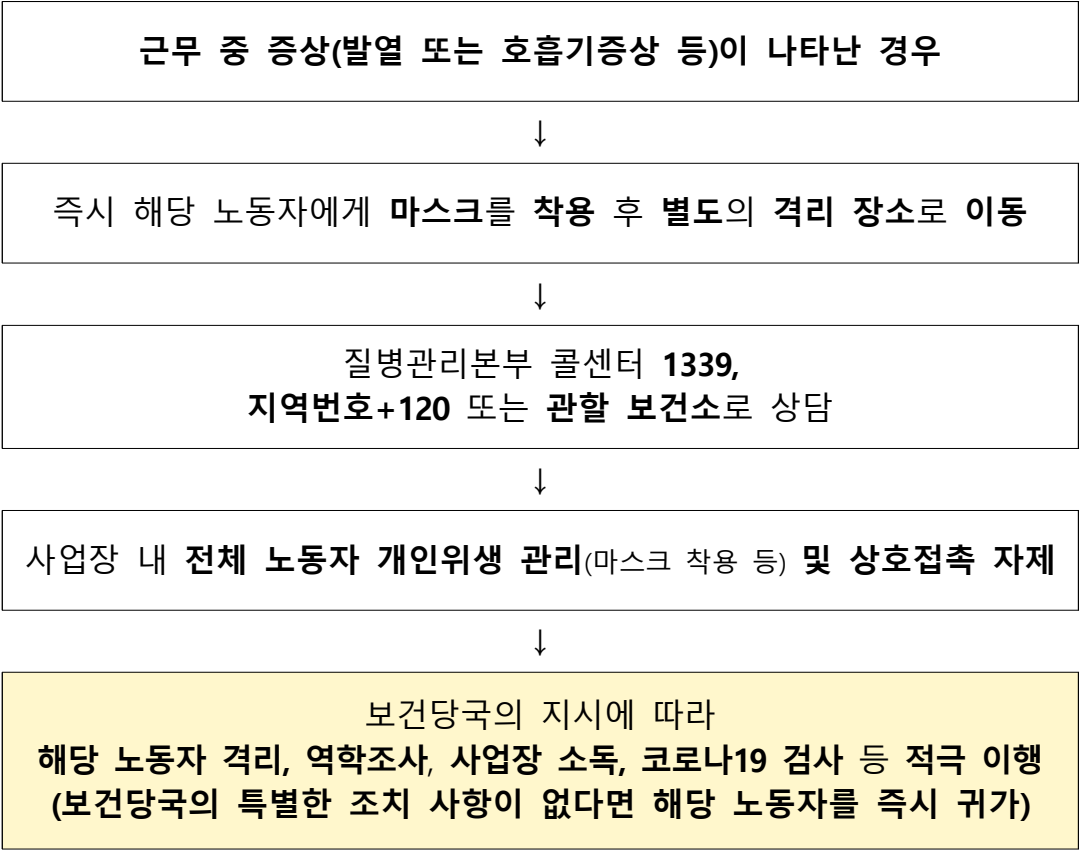 근무 중 증상(발열 또는 호흡기증상 등)이 나타난 경우
↓
즉시 해당 노동자에게 마스크를 착용 후 별도의 격리 장소로 이동
↓
질병관리본부 콜센터 1339,
지역번호+120 또는 관할 보건소로 상담
↓
사업장 내 전체 노동자 개인위생 관리(마스크 착용 등) 및 상호접촉 자제
↓
보건당국의 지시에 따라
해당 노동자 격리, 역학조사, 사업장 소독, 코로나19 검사 등 적극 이행
(보건당국의 특별한 조치 사항이 없다면 해당 노동자를 즉시 귀가)